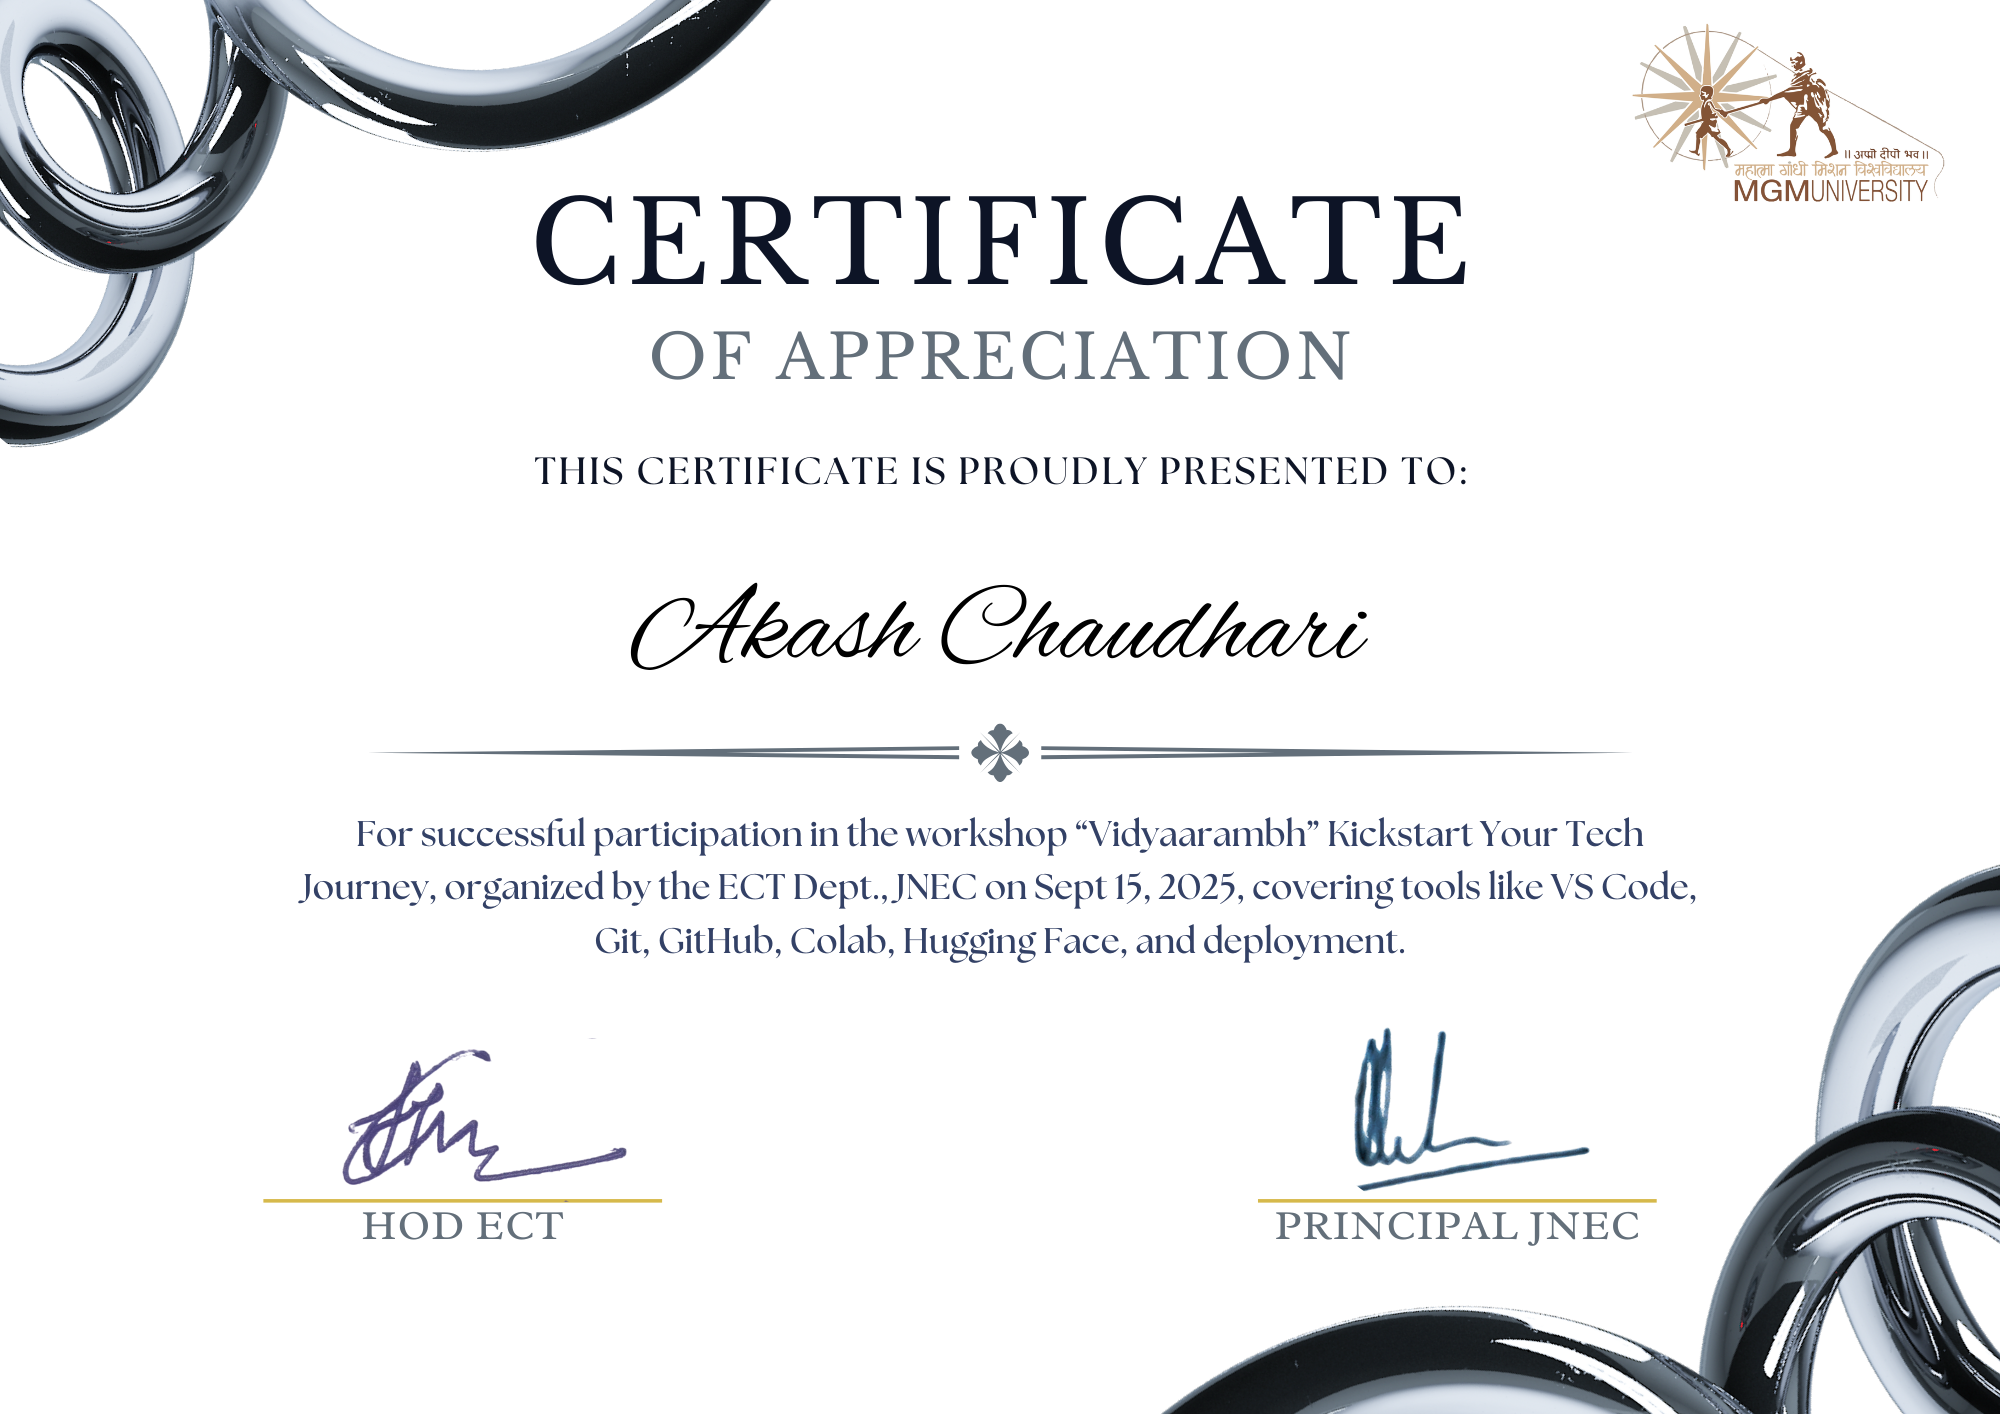 || अप्पो दीपो भव ||
महात्मा गांधी मिशन विश्वविद्यालय
MGMUNIVERSITY
CERTIFICATE
OF APPRECIATION
THIS CERTIFICATE IS PROUDLY PRESENTED TO:
Akash Chaudhari
For successful participation in the workshop “Vidyaarambh” Kickstart Your Tech
Journey, organized by the ECT Dept., JNEC on Sept 15, 2025, covering tools like VS Code,
Git, GitHub, Colab, Hugging Face, and deployment.
HOD ECT
PRINCIPAL JNEC